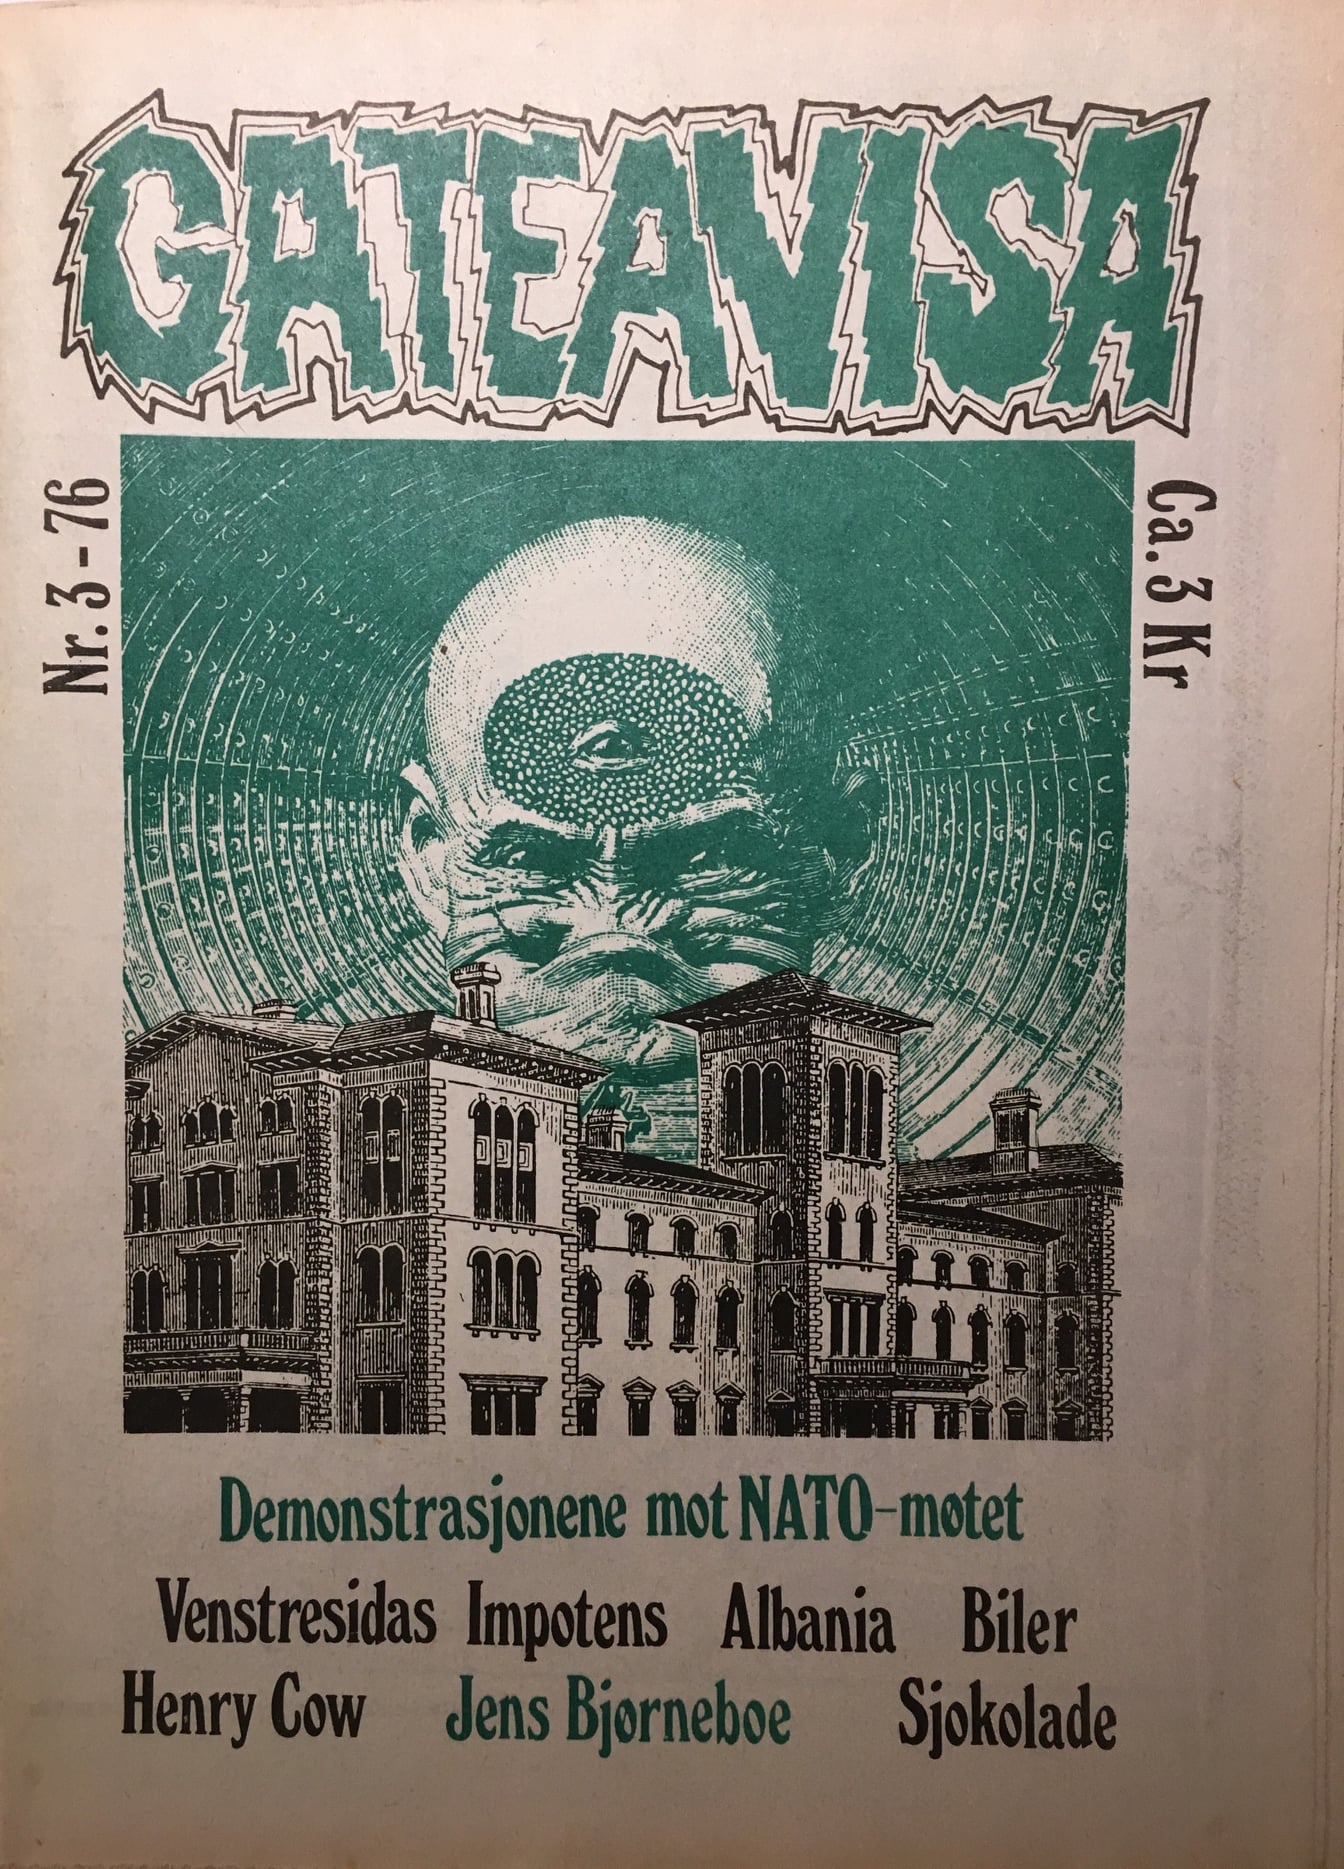 GATEAVISA
Nr. 3 - 76
Ca. 3 Kr
Demonstrasjonene mot NATO-møtet
Venstresidas Impotens Albania Biler
Henry Cow Jens Bjørneboe Sjokolade